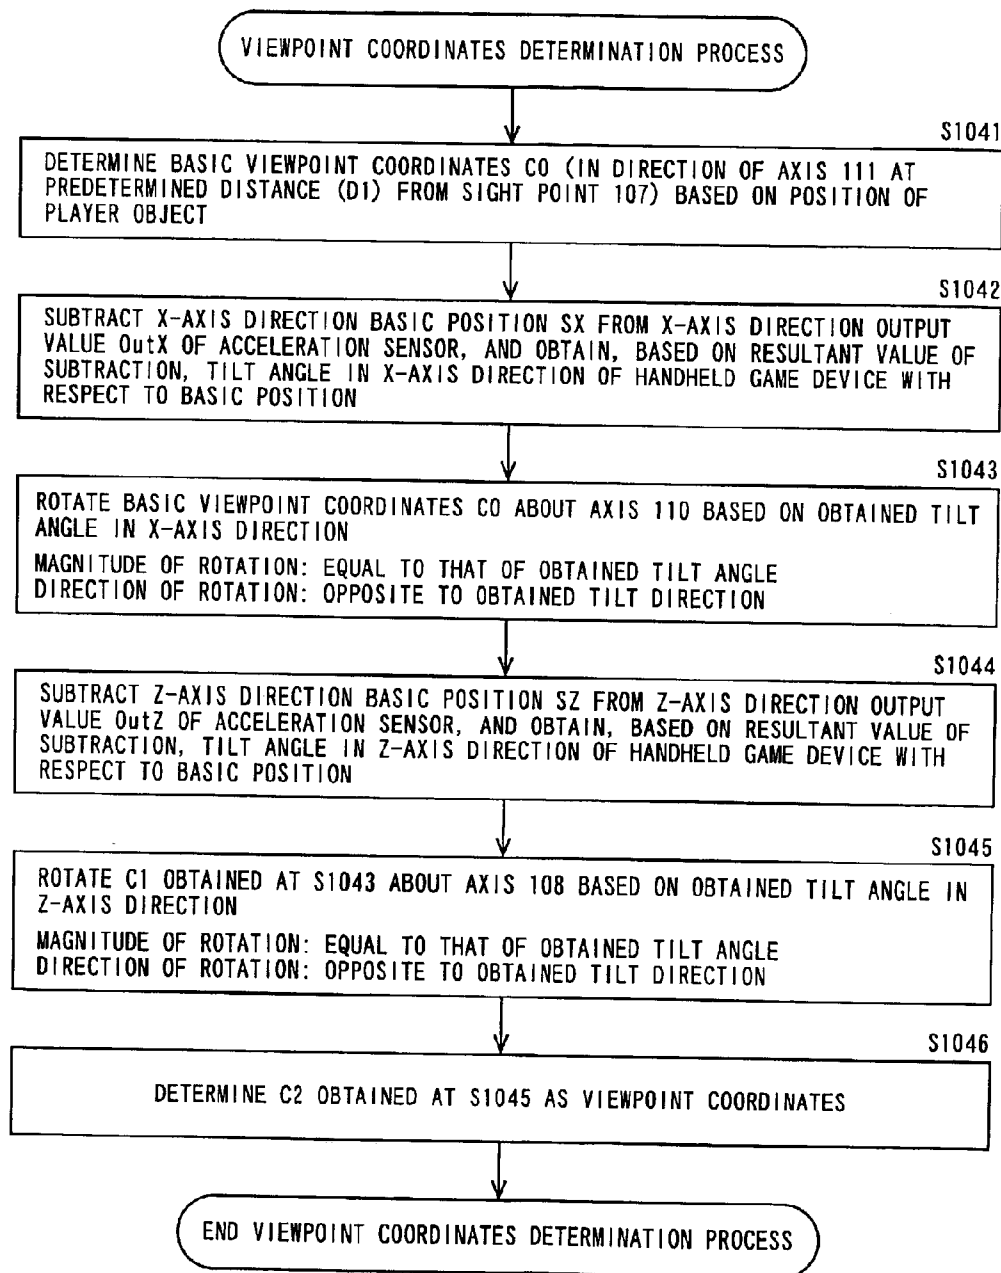 VIEWPOINT COORDINATES DETERMINATION PROCESS
S1041
DETERMINE BASIC VIEWPOINT COORDINATES C0 (IN DIRECTION OF AXIS 111 AT
PREDETERMINED DISTANCE (D1) FROM SIGHT POINT 107) BASED ON POSITION OF
PLAYER OBJECT
S1042
SUBTRACT X-AXIS DIRECTION BASIC POSITION SX FROM X-AXIS DIRECTION OUTPUT
VALUE OutX OF ACCELERATION SENSOR, AND OBTAIN, BASED ON RESULTANT VALUE OF
SUBTRACTION, TILT ANGLE IN X-AXIS DIRECTION OF HANDHELD GAME DEVICE WITH
RESPECT TO BASIC POSITION
S1043
ROTATE BASIC VIEWPOINT COORDINATES C0 ABOUT AXIS 110 BASED ON OBTAINED TILT
ANGLE IN X-AXIS DIRECTION
MAGNITUDE OF ROTATION: EQUAL TO THAT OF OBTAINED TILT ANGLE
DIRECTION OF ROTATION: OPPOSITE TO OBTAINED TILT DIRECTION
S1044
SUBTRACT Z-AXIS DIRECTION BASIC POSITION SZ FROM Z-AXIS DIRECTION OUTPUT
VALUE OutZ OF ACCELERATION SENSOR, AND OBTAIN, BASED ON RESULTANT VALUE OF
SUBTRACTION, TILT ANGLE IN Z-AXIS DIRECTION OF HANDHELD GAME DEVICE WITH
RESPECT TO BASIC POSITION
S1045
ROTATE C1 OBTAINED AT S1043 ABOUT AXIS 108 BASED ON OBTAINED TILT ANGLE IN
Z-AXIS DIRECTION
MAGNITUDE OF ROTATION: EQUAL TO THAT OF OBTAINED TILT ANGLE
DIRECTION OF ROTATION: OPPOSITE TO OBTAINED TILT DIRECTION
S1046
DETERMINE C2 OBTAINED AT S1045 AS VIEWPOINT COORDINATES
END VIEWPOINT COORDINATES DETERMINATION PROCESS